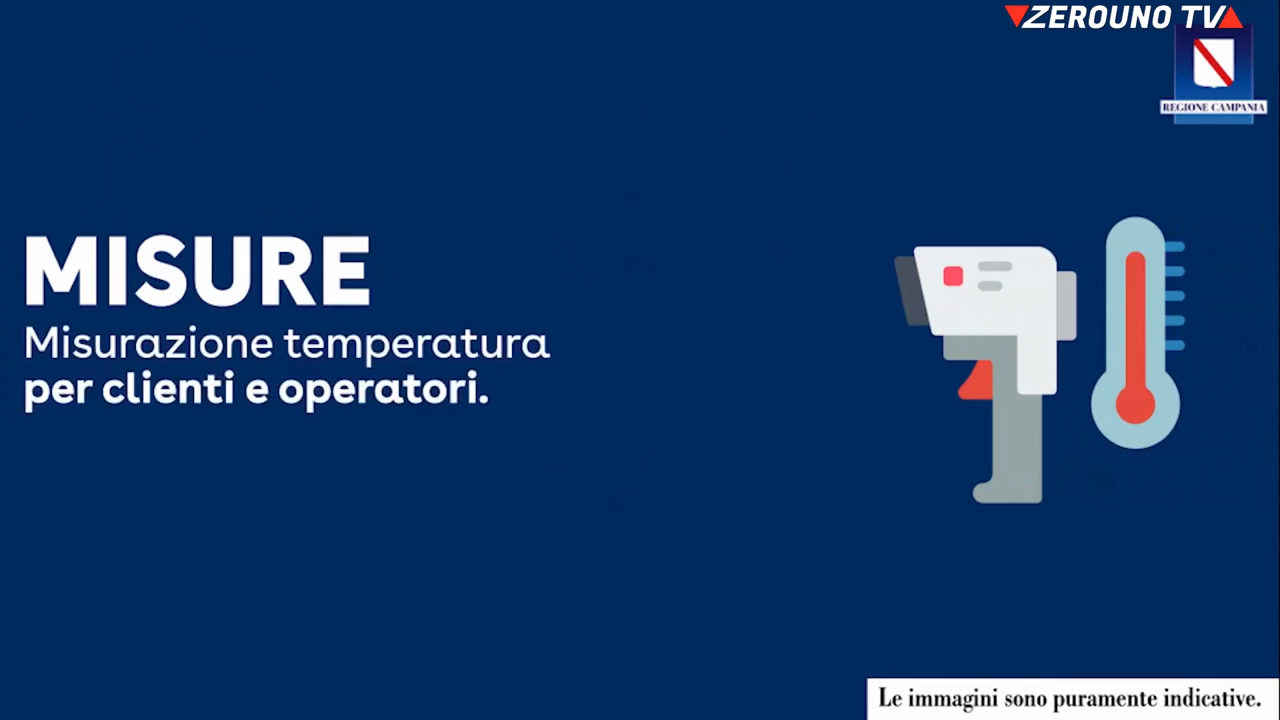 ZEROUNO TV
REGIONE CAMPANIA
MISURE
Misurazione temperatura
per clienti e operatori.
Le immagini sono puramente indicative.